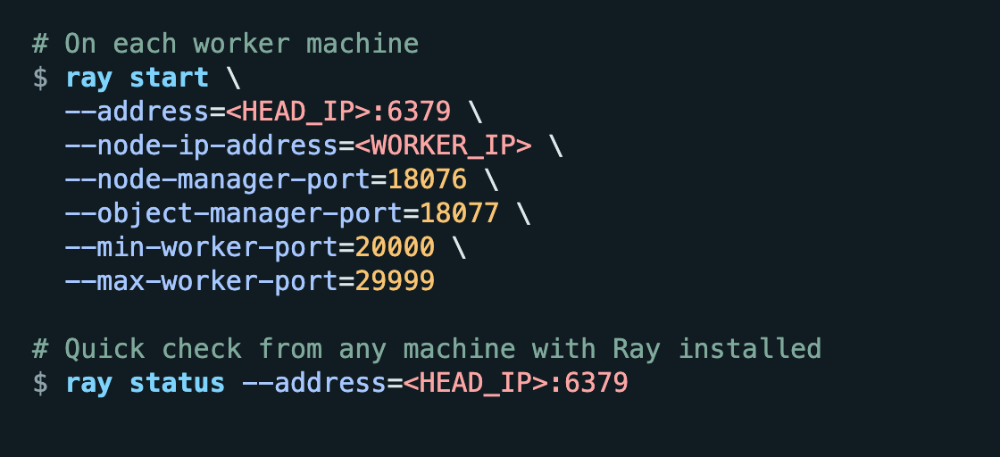 # On each worker machine
$ ray start \
--address=<HEAD_IP>:6379 \
--node-ip-address=<WORKER_IP> \
--node-manager-port=18076 \
--object-manager-port=18077 \
--min-worker-port=20000 \
--max-worker-port=29999
# Quick check from any machine with Ray installed
$ ray status --address=<HEAD_IP>:6379